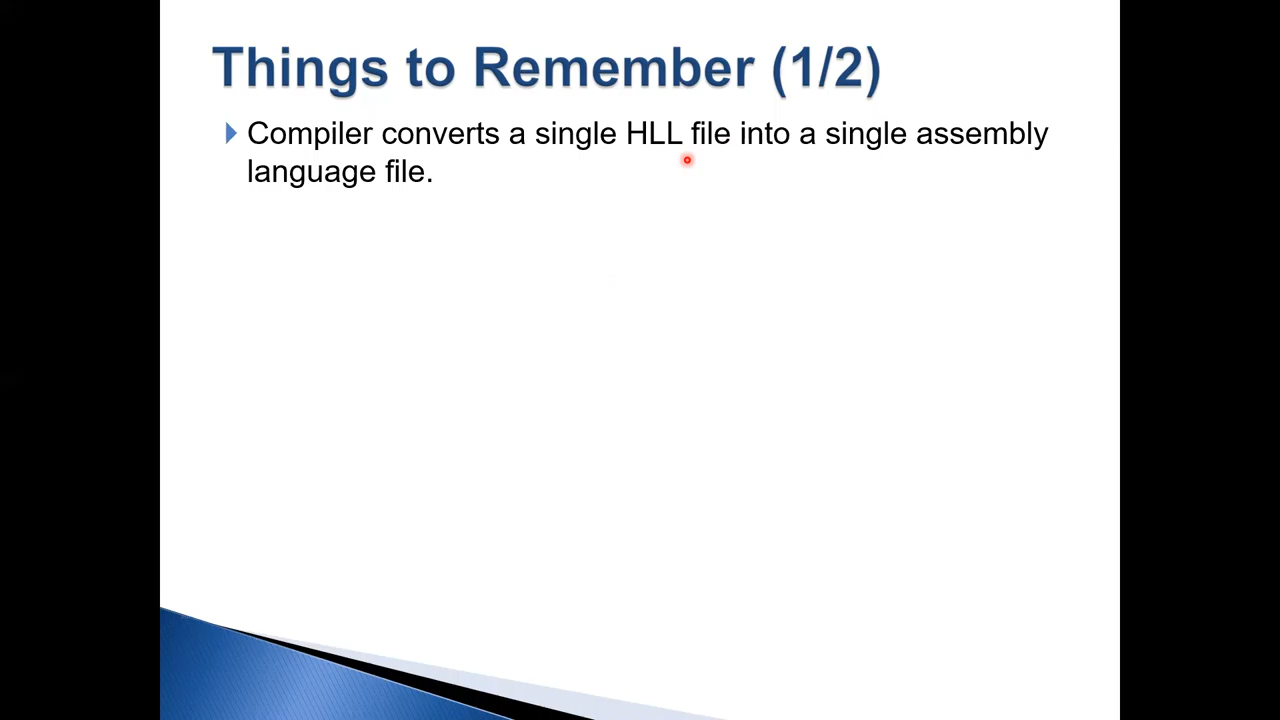 Things to Remember (1/2)
Compiler converts a single HLL file into a single assembly
language file.